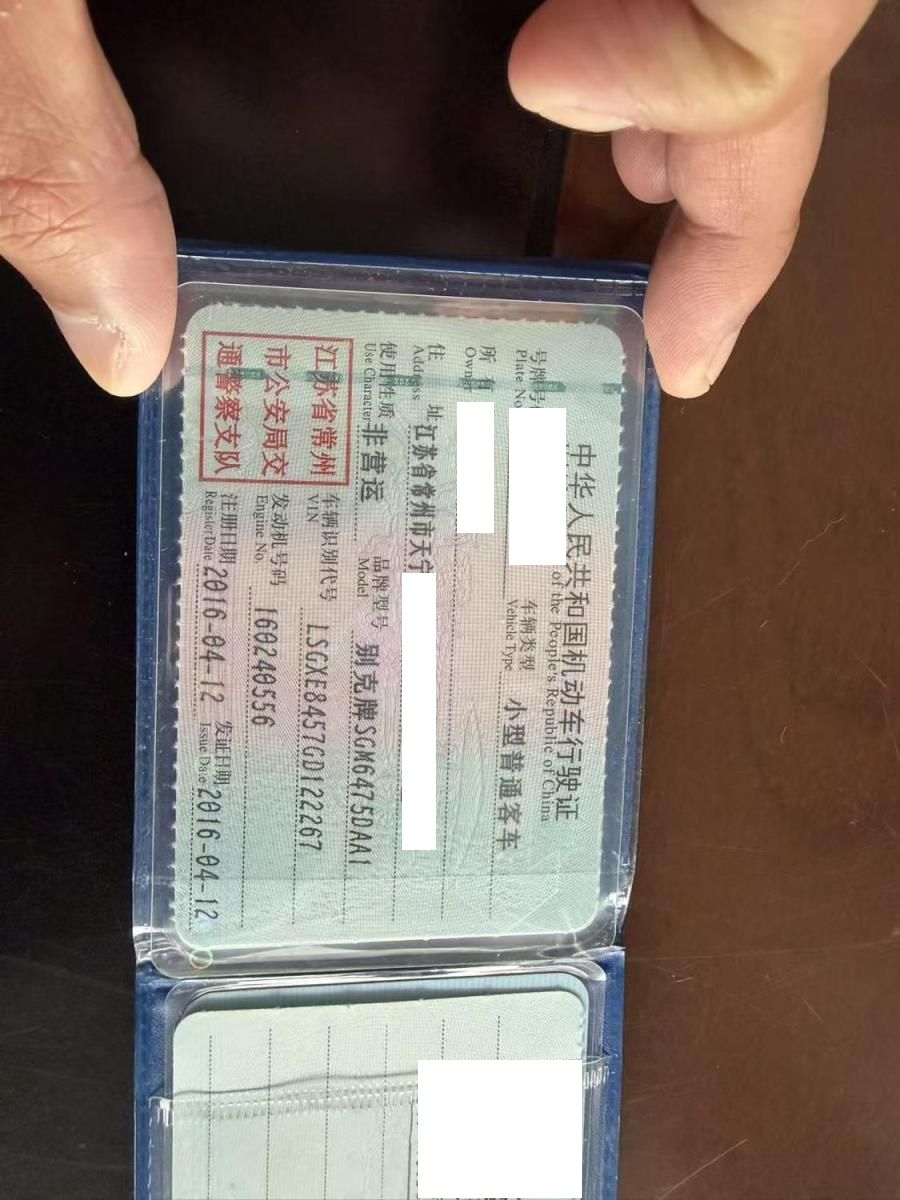 中华人民共和国机动车行驶证
of the People's Republic of China
号牌号
Plate No
车辆类型
Vehicle Type
小型普通客车
所有
Owner
住 址
Address
江苏省常州市天宁
使用性质
Use Character
非营运
品牌型号
Model
别克牌SGM6475DAA1
江苏省常州
市公安局交
通警察支队
车辆识别代号
VIN
LSGXE8457GD122267
发动机号码
Engine No.
160240556
注册日期
Register Date
2016-04-12
发证日期
Issue Date
2016-04-12